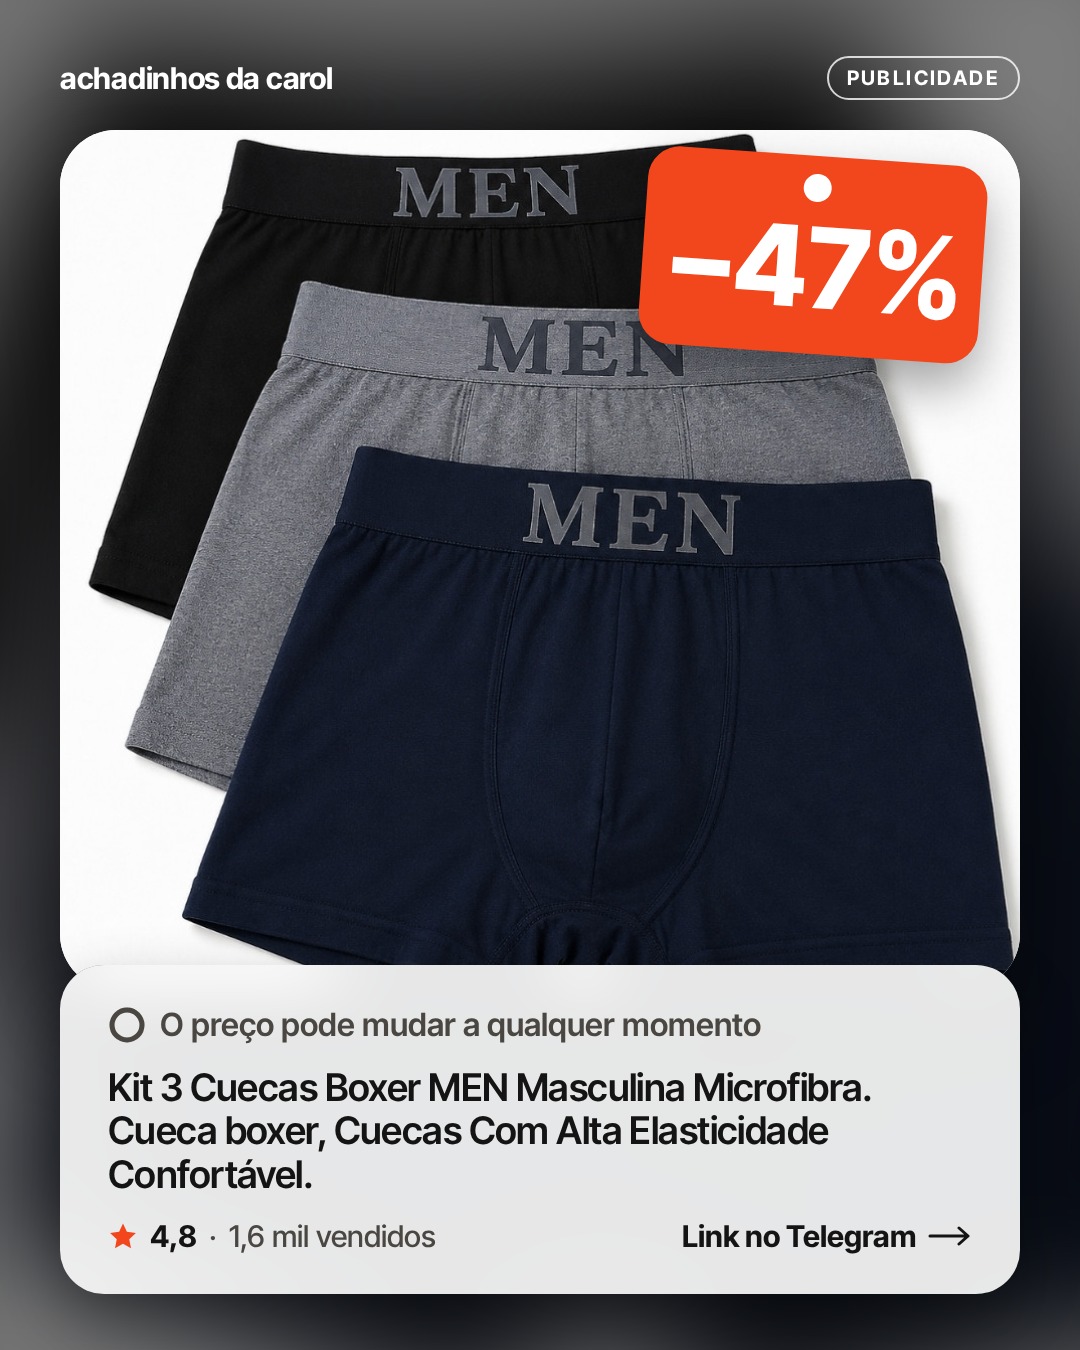 achadinhos da carol
PUBLICIDADE
MEN
–47%
MEN
MEN
O preço pode mudar a qualquer momento
Kit 3 Cuecas Boxer MEN Masculina Microfibra.
Cueca boxer, Cuecas Com Alta Elasticidade
Confortável.
4,8 · 1,6 mil vendidos
Link no Telegram →